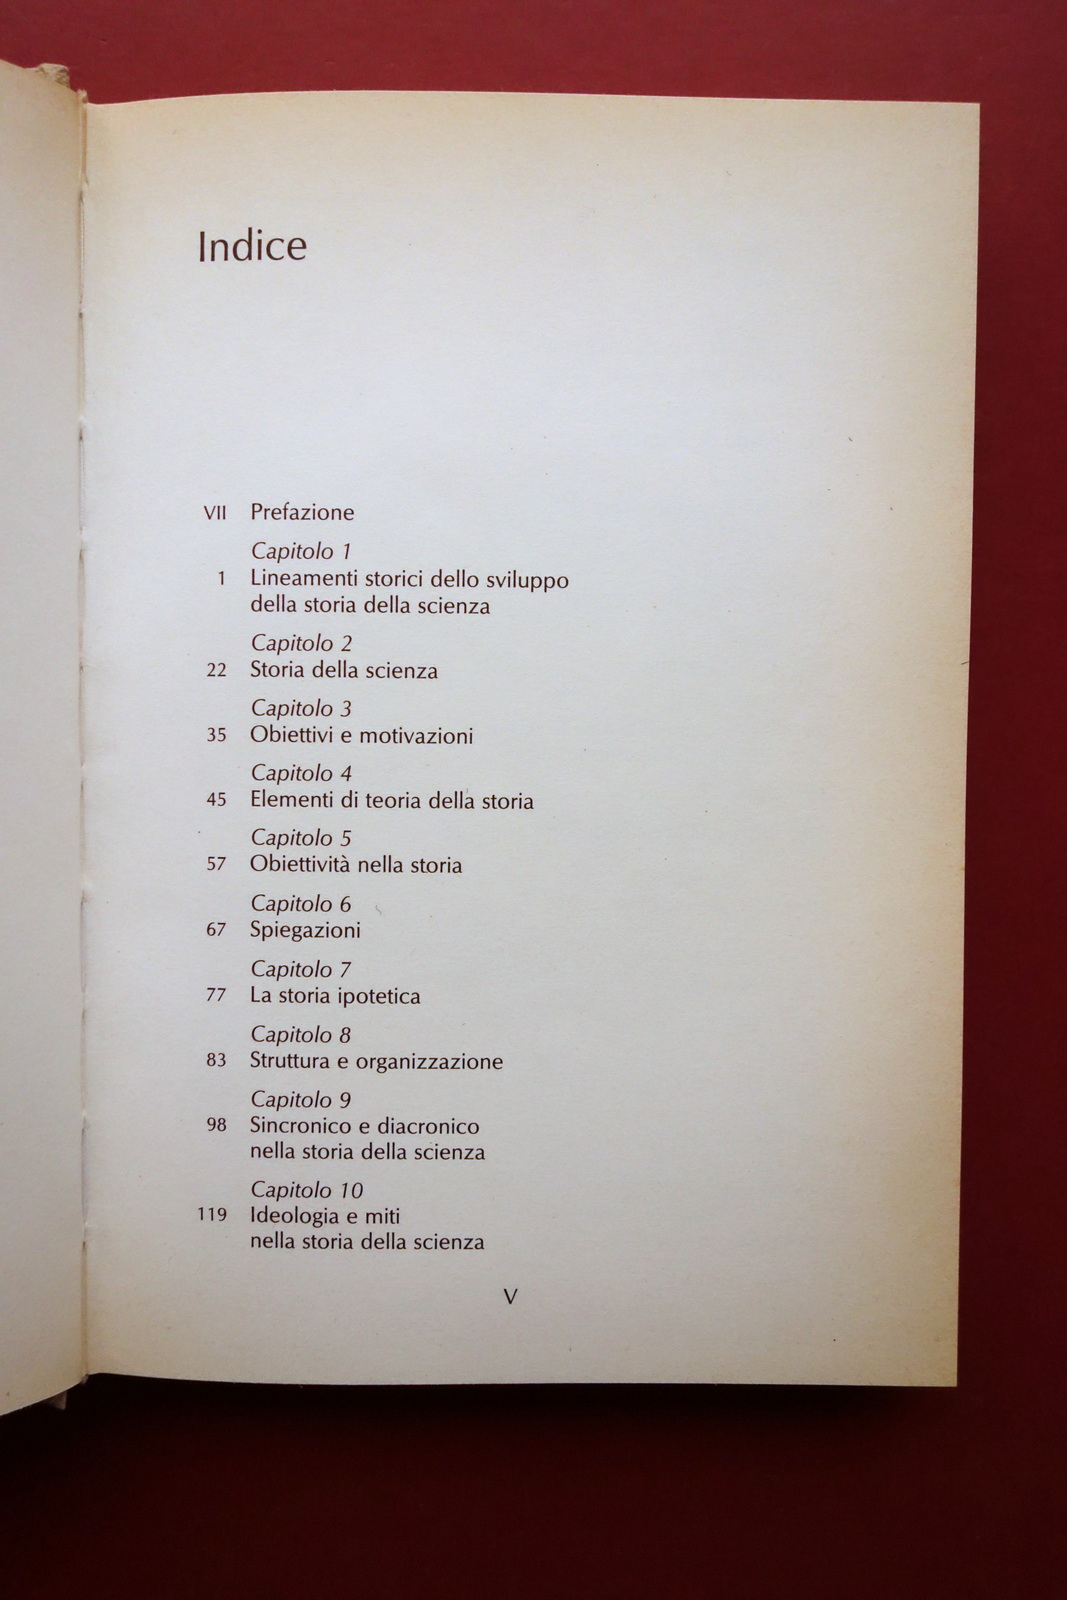 Indice
VII Prefazione
Capitolo 1
1 Lineamenti storici dello sviluppo
della storia della scienza
Capitolo 2
22 Storia della scienza
Capitolo 3
35 Obiettivi e motivazioni
Capitolo 4
45 Elementi di teoria della storia
Capitolo 5
57 Obiettività nella storia
Capitolo 6
67 Spiegazioni
Capitolo 7
77 La storia ipotetica
Capitolo 8
83 Struttura e organizzazione
Capitolo 9
98 Sincronico e diacronico
nella storia della scienza
Capitolo 10
119 Ideologia e miti
nella storia della scienza
V